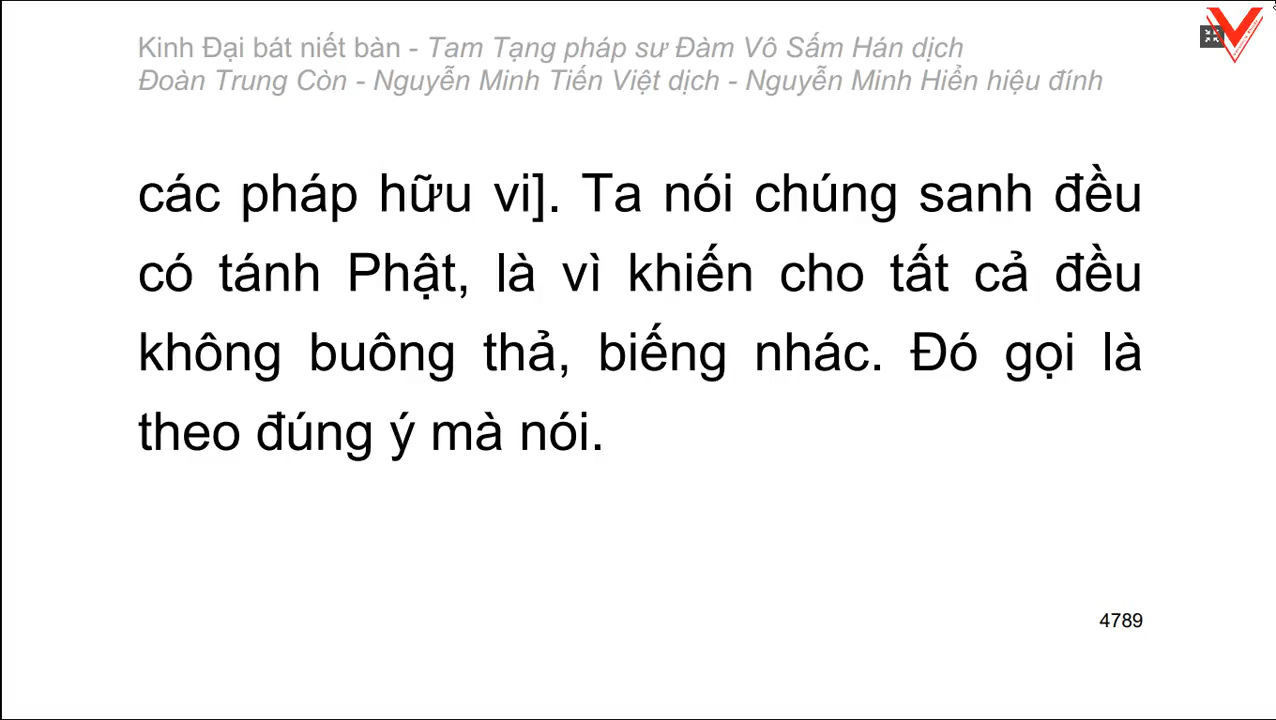 Kinh Đại bát niết bàn - Tam Tạng pháp sư Đàm Vô Sấm Hán dịch
Đoàn Trung Còn - Nguyễn Minh Tiến Việt dịch - Nguyễn Minh Hiển hiệu đính
các pháp hữu vi]. Ta nói chúng sanh đều
có tánh Phật, là vì khiến cho tất cả đều
không buông thả, biếng nhác. Đó gọi là
theo đúng ý mà nói.
4789